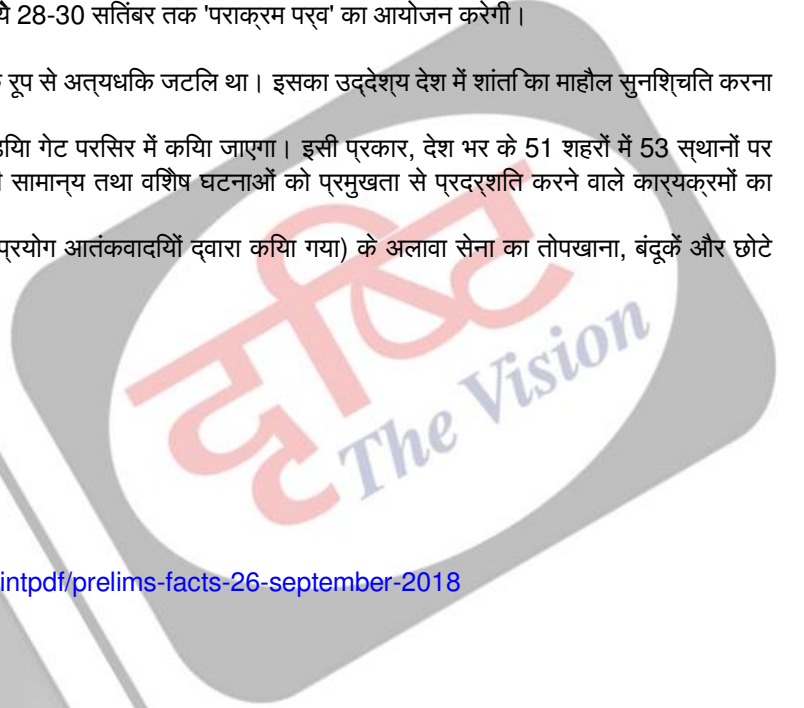 ये 28-30 सितंबर तक 'पराक्रम पर्व' का आयोजन करेगी।
रूप से अत्यधिक जटिल था। इसका उद्देश्य देश में शांति का माहौल सुनिश्चित करना
गेट परिसर में किया जाएगा। इसी प्रकार, देश भर के 51 शहरों में 53 स्थानों पर
सामान्य तथा विशेष घटनाओं को प्रमुखता से प्रदर्शित करने वाले कार्यक्रमों का
प्रयोग आतंकवादियों द्वारा किया गया) के अलावा सेना का तोपखाना, बंदूकें और छोटे
दृष्टि
The Vision
intpdf/prelims-facts-26-september-2018